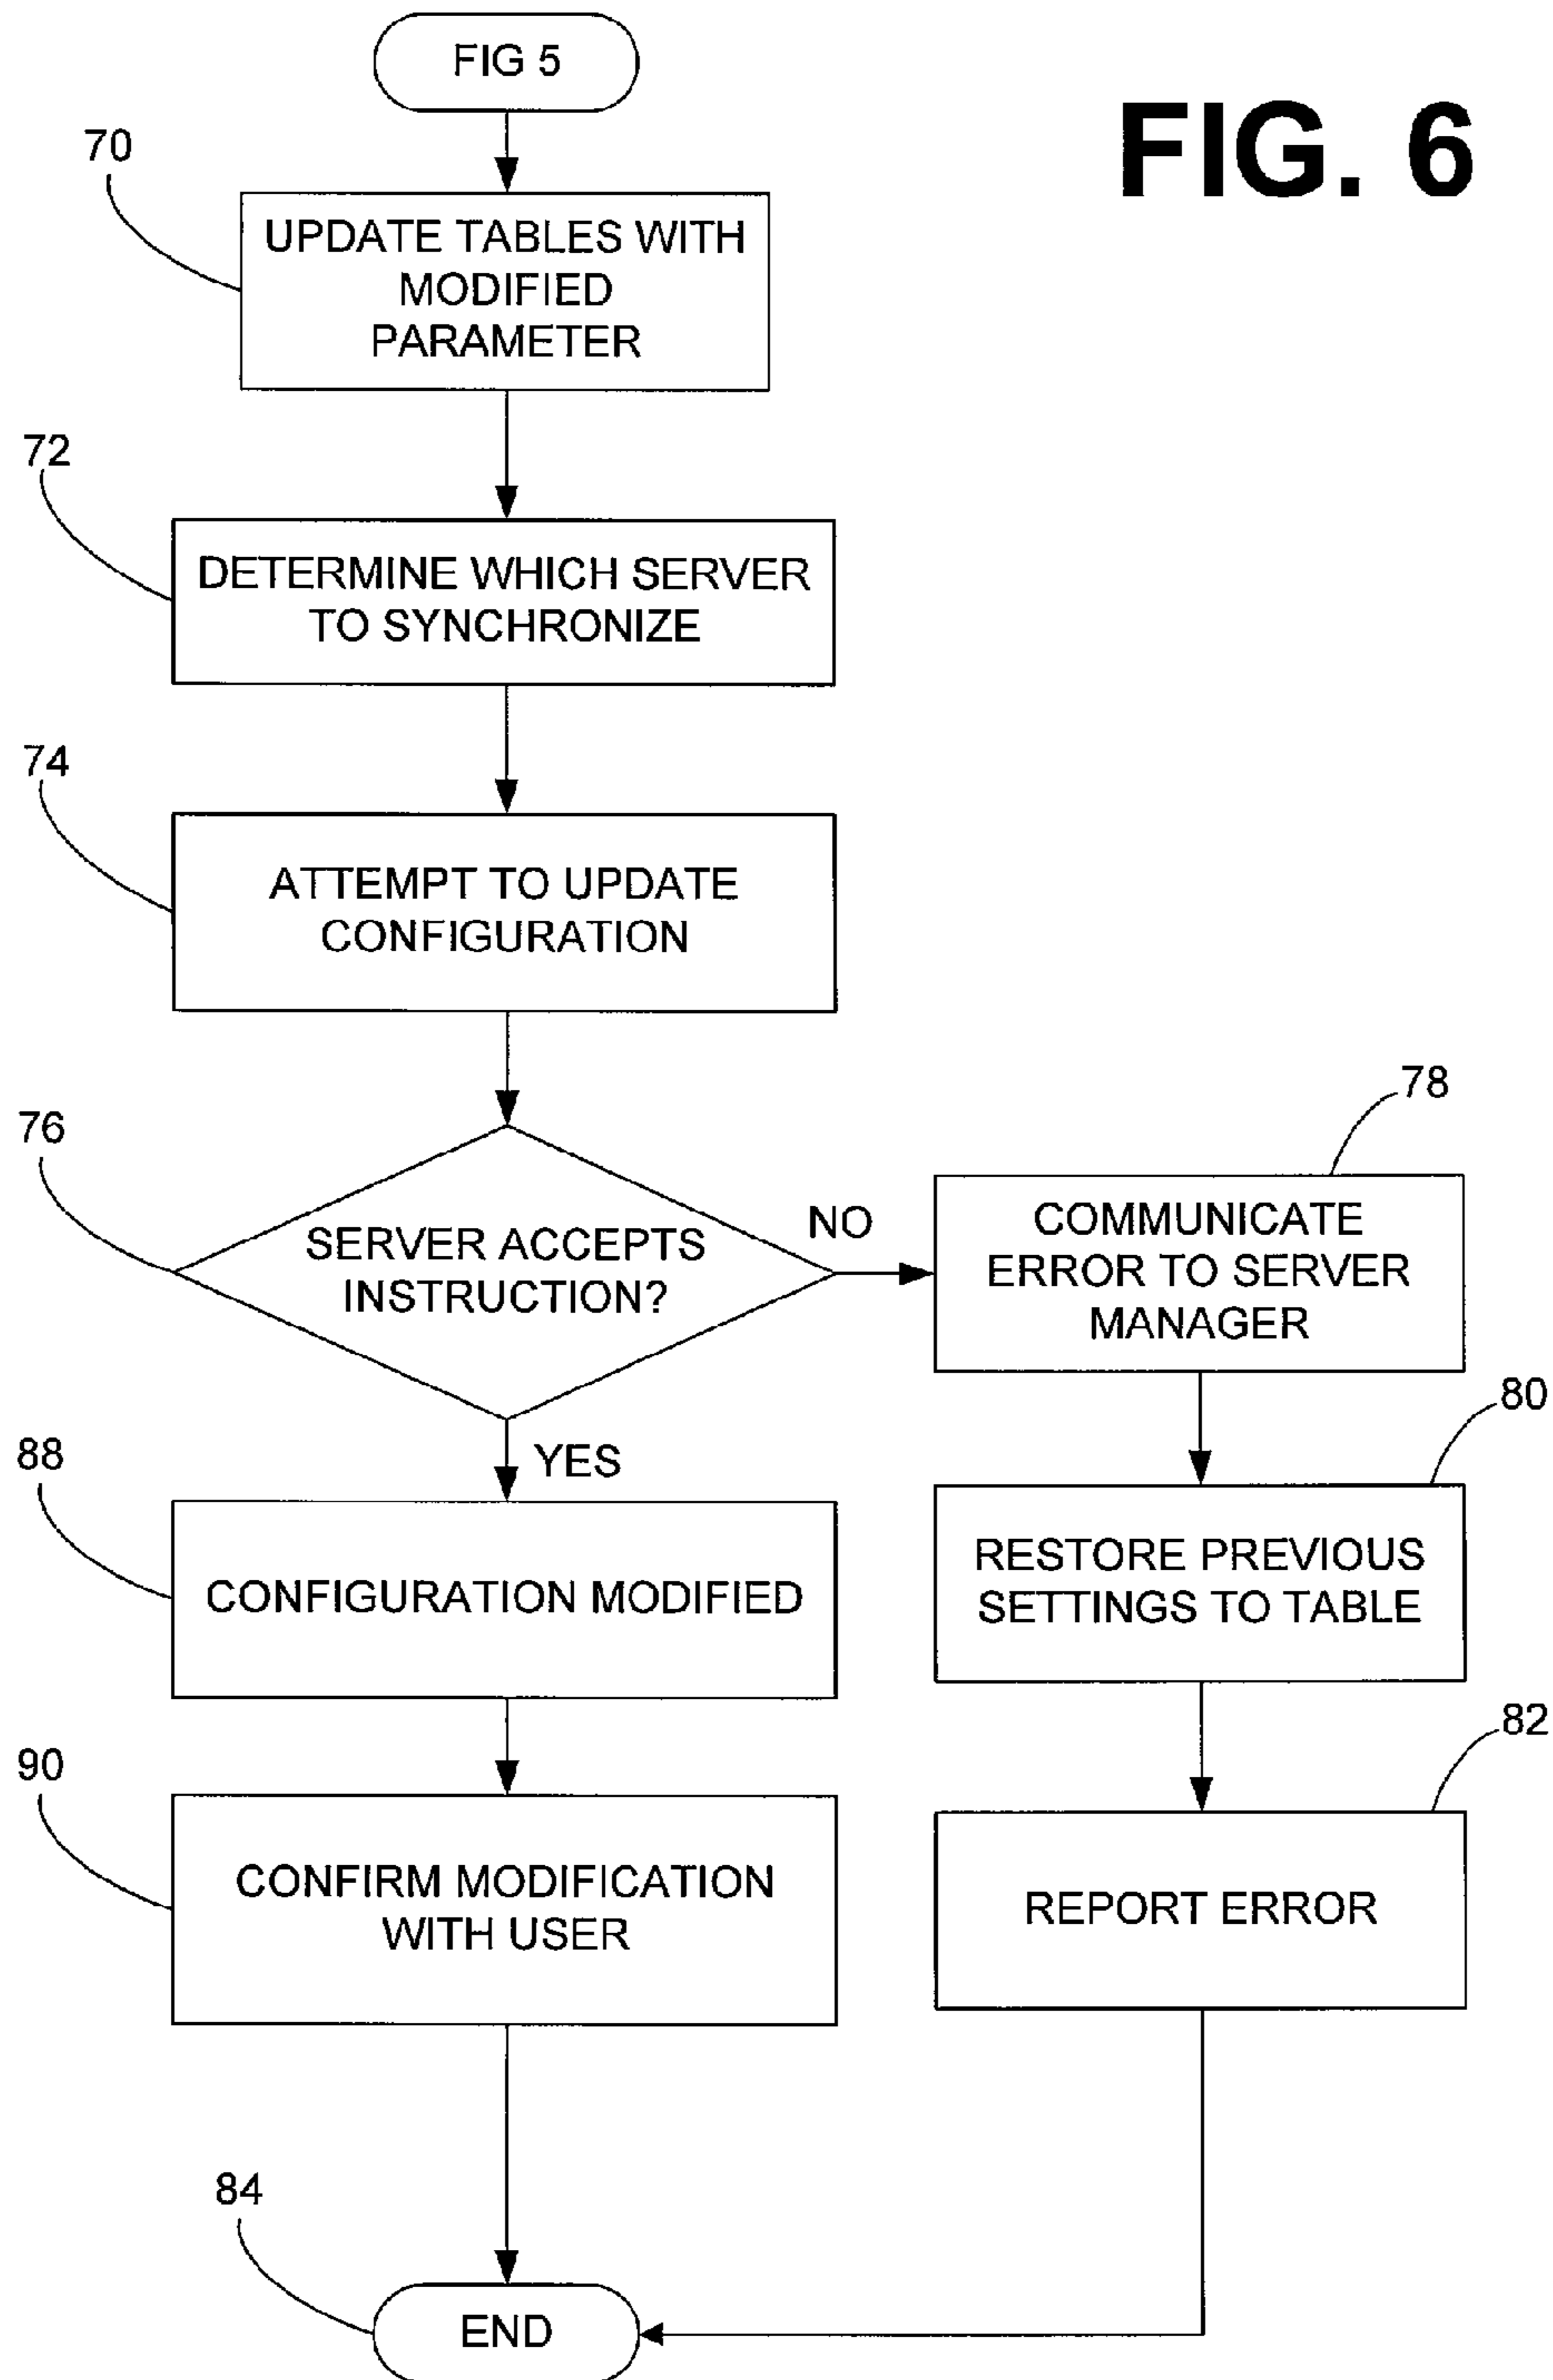 FIG 5
FIG. 6
70
UPDATE TABLES WITH
MODIFIED
PARAMETER
72
DETERMINE WHICH SERVER
TO SYNCHRONIZE
74
ATTEMPT TO UPDATE
CONFIGURATION
76
SERVER ACCEPTS
INSTRUCTION?
NO
78
COMMUNICATE
ERROR TO SERVER
MANAGER
YES
80
RESTORE PREVIOUS
SETTINGS TO TABLE
88
CONFIGURATION MODIFIED
82
REPORT ERROR
90
CONFIRM MODIFICATION
WITH USER
84
END